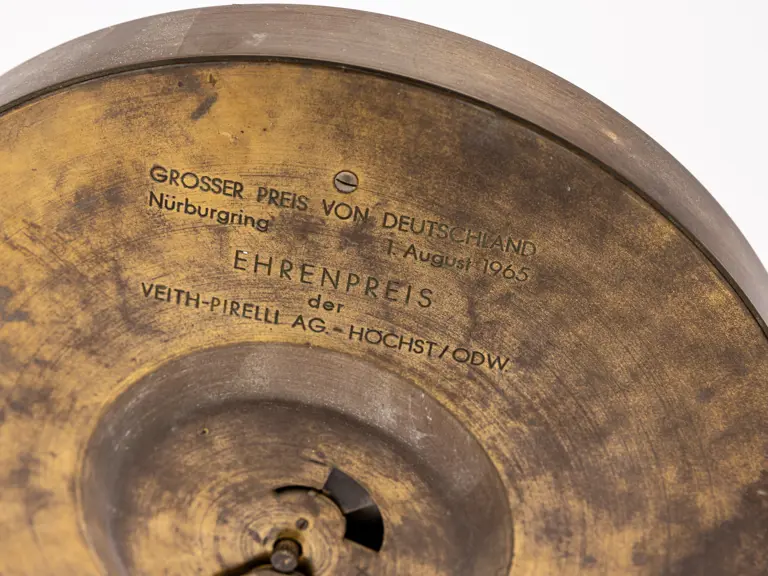 GROSSER PREIS VON DEUTSCHLAND
Nürburgring 1. August 1965
EHRENPREIS
der
VEITH-PIRELLI AG.-HÖCHST/ODW.